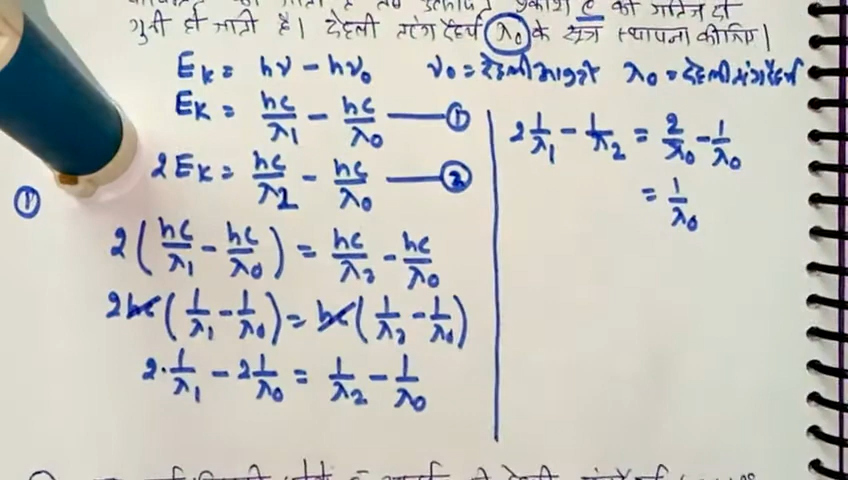 गुनी हो जाती है। देहली तरंगदैर्ध्य λ₀ के सूत्र स्थापना कीजिए।
Eₖ = hν - hν₀ ν₀ = देहली आवृत्ति λ₀ = देहली तरंगदैर्ध्य
Eₖ = hc/λ₁ - hc/λ₀ —— ①
2Eₖ = hc/λ₂ - hc/λ₀ —— ②
①
2(hc/λ₁ - hc/λ₀) = hc/λ₂ - hc/λ₀
2hc(1/λ₁ - 1/λ₀) = hc(1/λ₂ - 1/λ₀)
2·1/λ₁ - 2 1/λ₀ = 1/λ₂ - 1/λ₀
2 1/λ₁ - 1/λ₂ = 2/λ₀ - 1/λ₀
= 1/λ₀